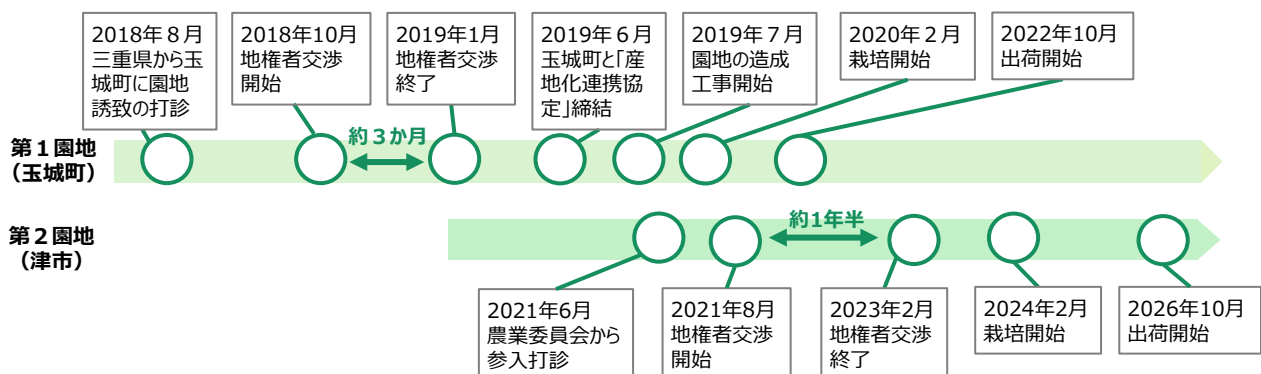 2018年８月
三重県から玉
城町に園地
誘致の打診
2018年10月
地権者交渉
開始
2019年1月
地権者交渉
終了
2019年６月
玉城町と「産
地化連携協
定」締結
2019年７月
園地の造成
工事開始
2020年２月
栽培開始
2022年10月
出荷開始
第１園地
（玉城町）
約３か月
第２園地
（津市）
約1年半
2021年6月
農業委員会から
参入打診
2021年8月
地権者交渉
開始
2023年2月
地権者交渉
終了
2024年2月
栽培開始
2026年10月
出荷開始